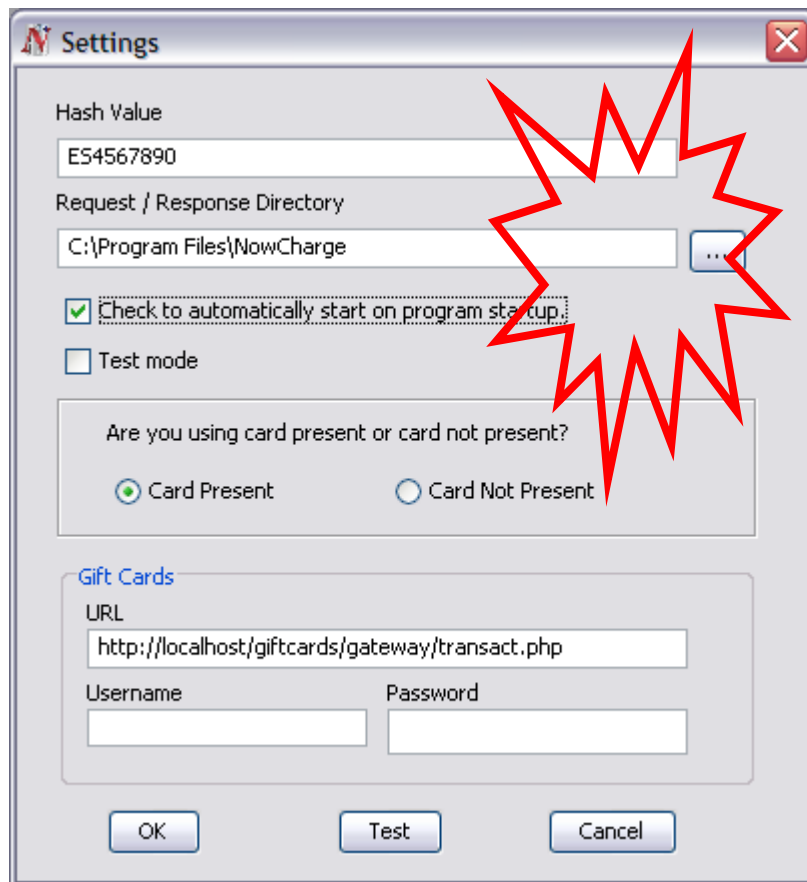 Settings
Hash Value
ES4567890
Request / Response Directory
C:\Program Files\NowCharge
...
Check to automatically start on program startup.
Test mode
Are you using card present or card not present?
Card Present
Card Not Present
Gift Cards
URL
http://localhost/giftcards/gateway/transact.php
Username
Password
OK
Test
Cancel